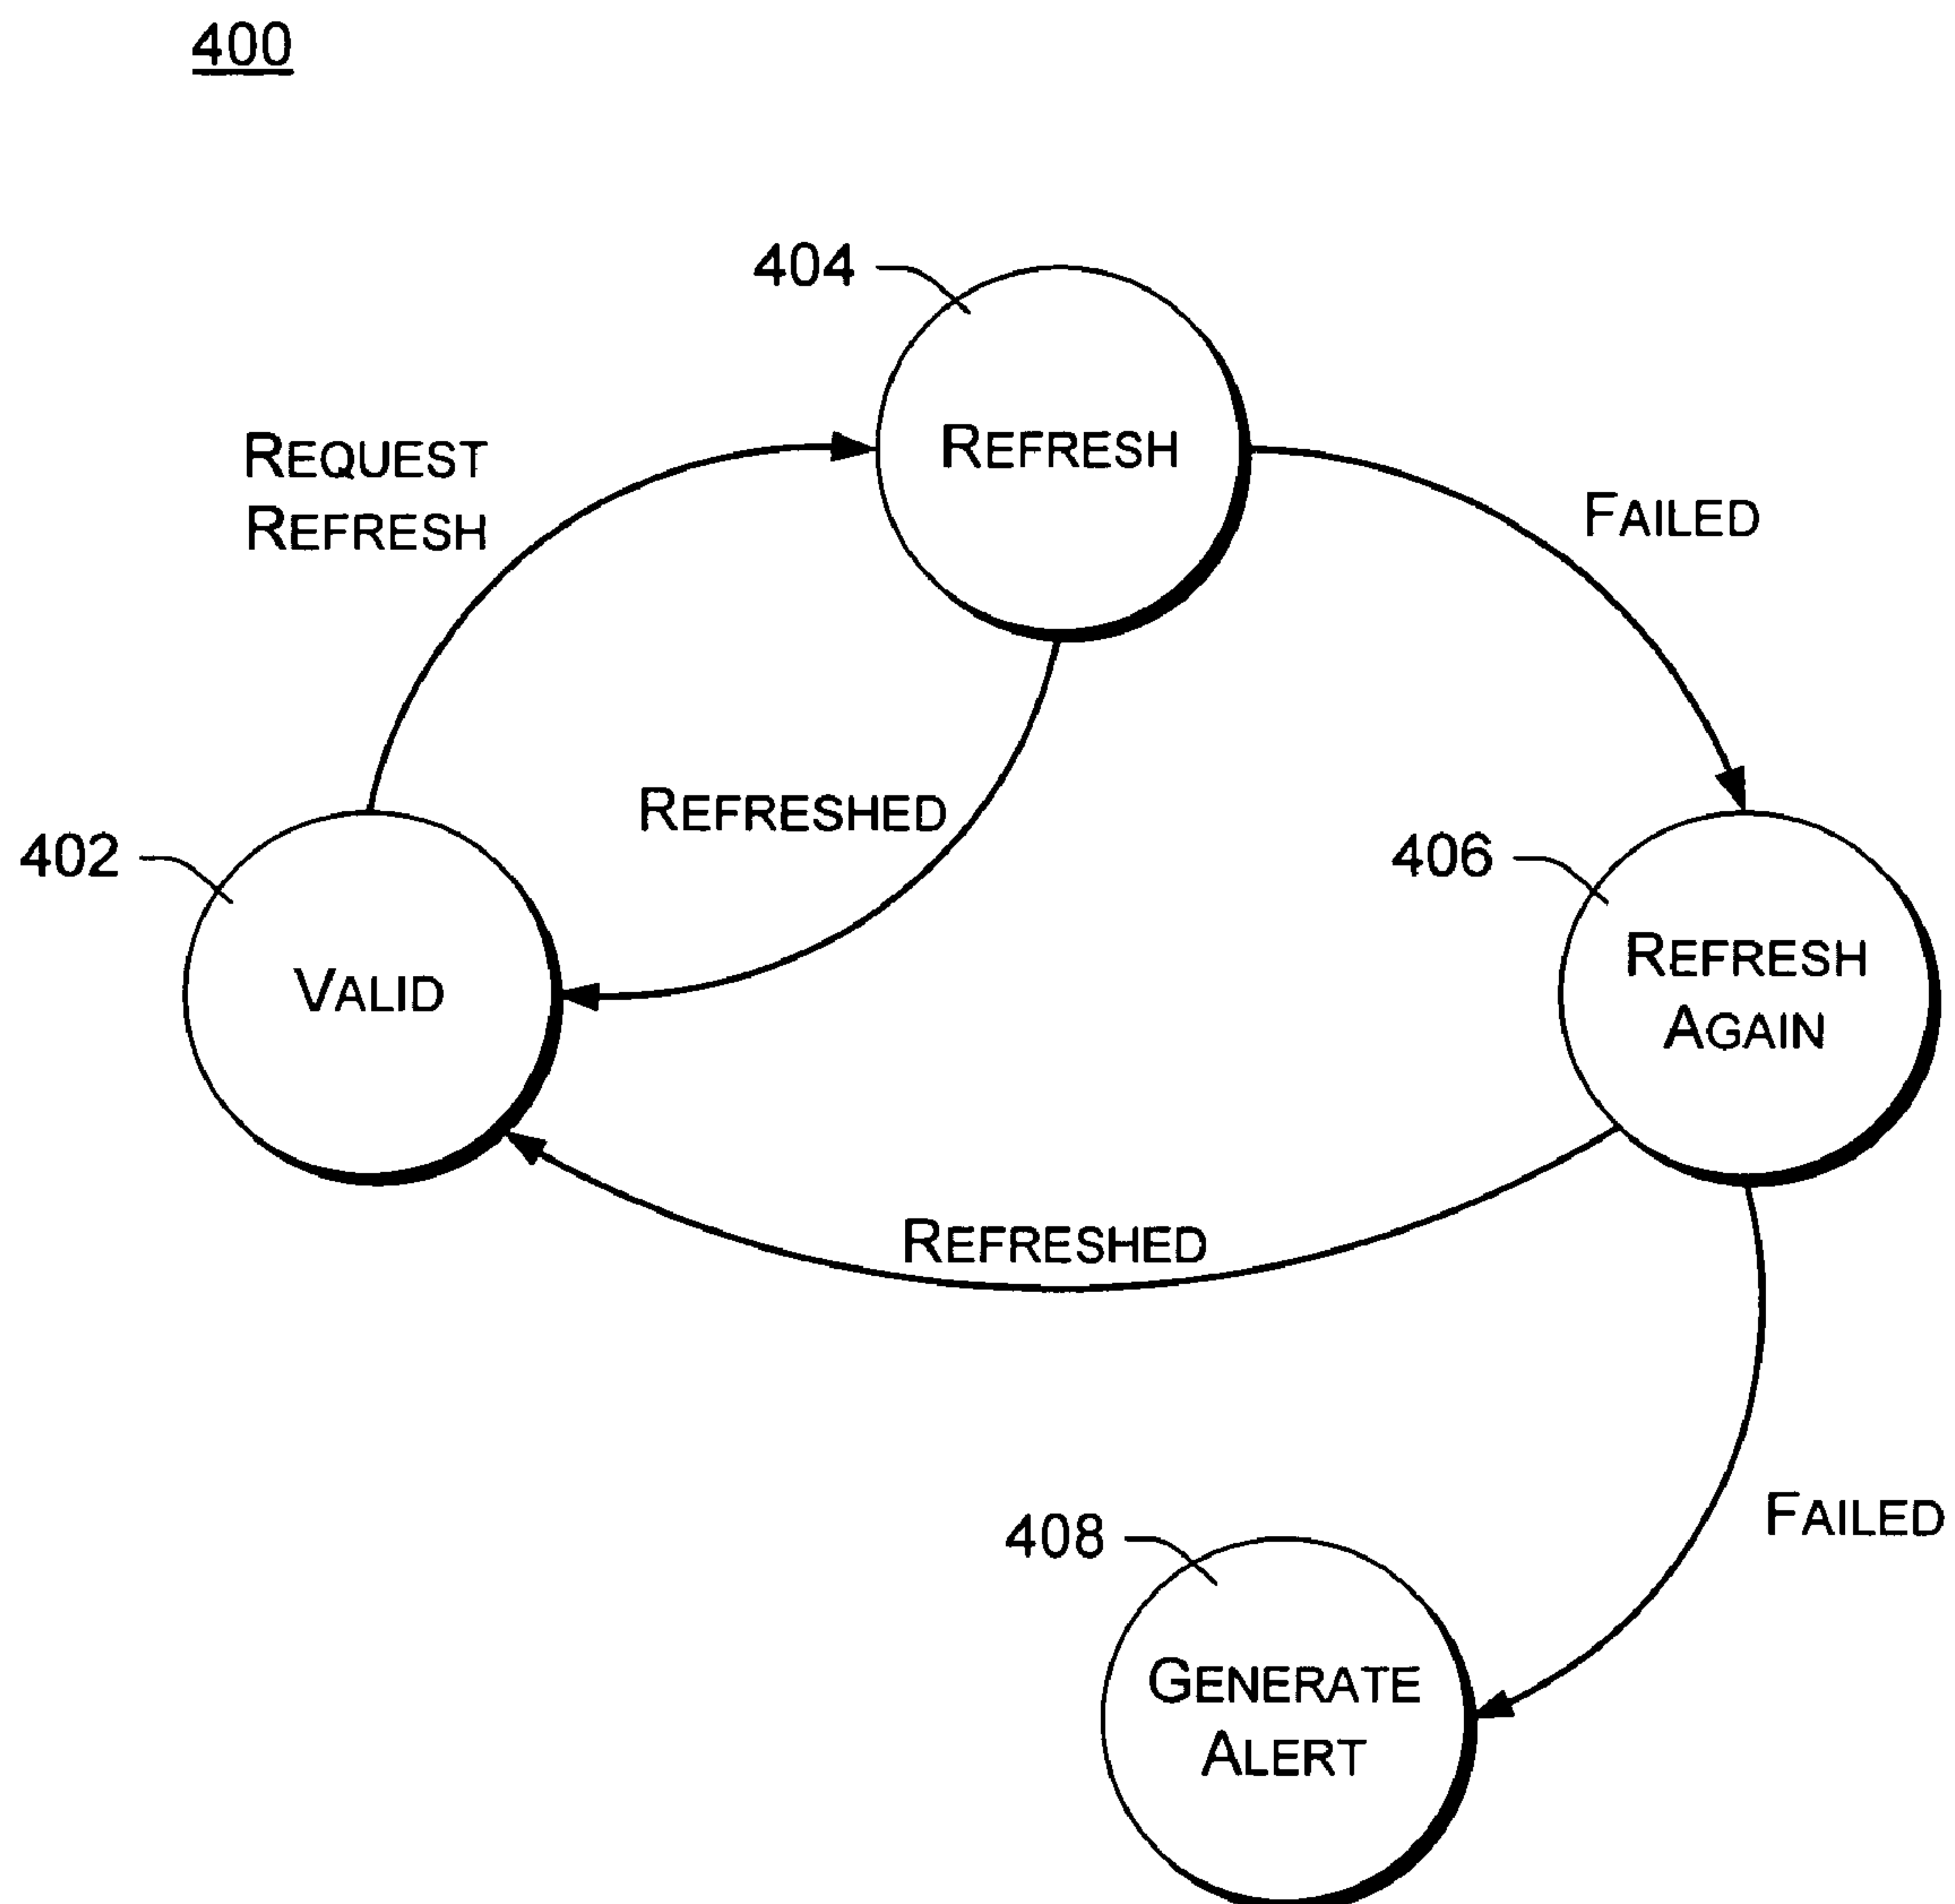 400
404
REFRESH
REQUEST
REFRESH
FAILED
REFRESHED
402
VALID
406
REFRESH
AGAIN
REFRESHED
FAILED
408
GENERATE
ALERT